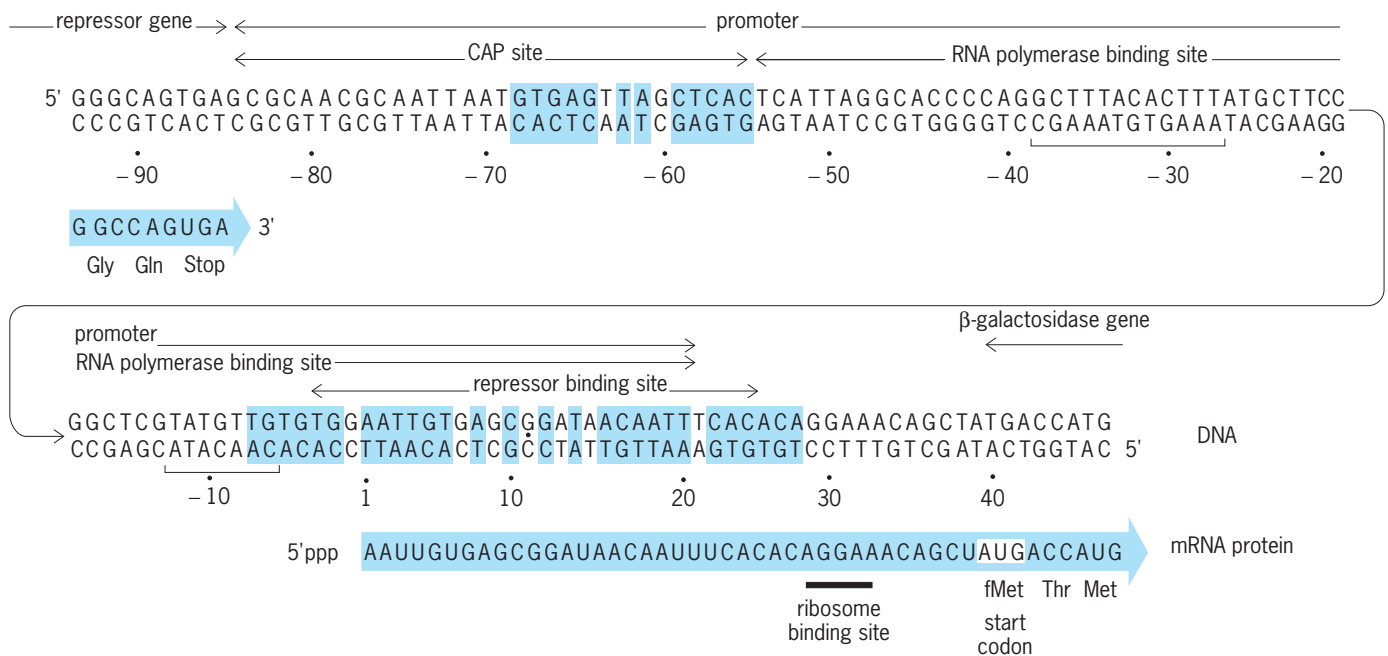 repressor gene promoter
CAP site RNA polymerase binding site
5' GGGCAGTGAGCGCAACGCAATTAATGTGAGTTAGCTCACTCATTAGGCACCCCAGGCTTTACACTTTATGCTTCC
CCCGTCACTCGCGTTGCGTTAATTACACTCAATCGAGTGAGTAATCCGTGGGGTCCGAAATGTGAAATACGAAGG
– 90 – 80 – 70 – 60 – 50 – 40 – 30 – 20
GGCCAGUGA 3'
Gly Gln Stop
promoter β-galactosidase gene
RNA polymerase binding site
repressor binding site
GGCTCGTATGTTGTGTGGAATTGTGAGCGGATAACAATTTCACACAGGAAACAGCTATGACCATG
CCGAGCATACAACACACCTTAACACTCGCCTATTGTTAAAGTGTGTCCTTTGTCGATACTGGTAC 5'
DNA
– 10 1 10 20 30 40
5'ppp AAUUGUGAGCGGAUAACAAUUUCACACAGGAAACAGCUAUGACCAUG mRNA protein
fMet Thr Met
ribosome
binding site
start
codon